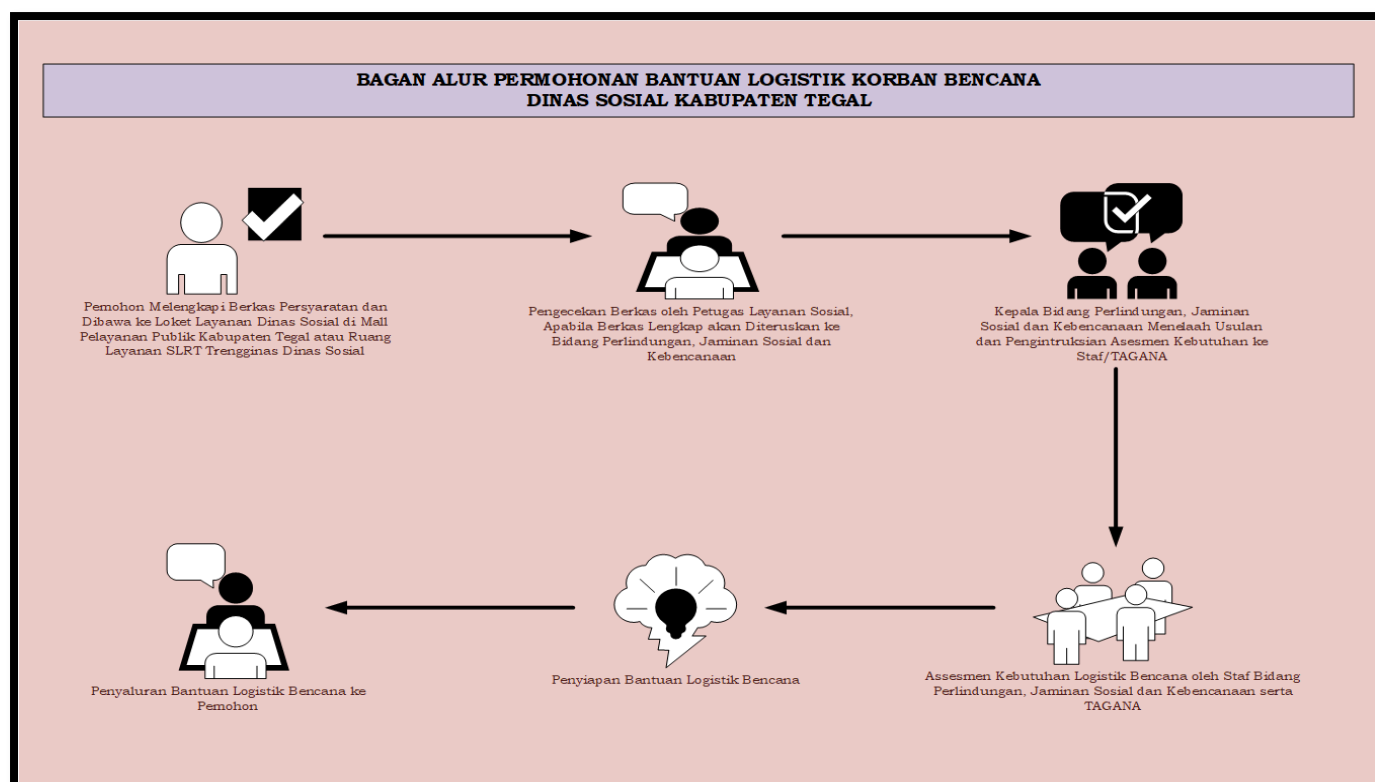 BAGAN ALUR PERMOHONAN BANTUAN LOGISTIK KORBAN BENCANA
DINAS SOSIAL KABUPATEN TEGAL
Pemohon Melengkapi Berkas Persyaratan dan
Dibawa ke Loket Layanan Dinas Sosial di Mall
Pelayanan Publik Kabupaten Tegal atau Ruang
Layanan SLRT Trengginas Dinas Sosial
Pengecekan Berkas oleh Petugas Layanan Sosial,
Apabila Berkas Lengkap akan Diteruskan ke
Bidang Perlindungan, Jaminan Sosial dan
Kebencanaan
Kepala Bidang Perlindungan, Jaminan
Sosial dan Kebencanaan Menelaah Usulan
dan Pengintruksian Asesmen Kebutuhan ke
Staf/TAGANA
Assesmen Kebutuhan Logistik Bencana oleh Staf Bidang
Perlindungan, Jaminan Sosial dan Kebencanaan serta
TAGANA
Penyiapan Bantuan Logistik Bencana
Penyaluran Bantuan Logistik Bencana ke
Pemohon